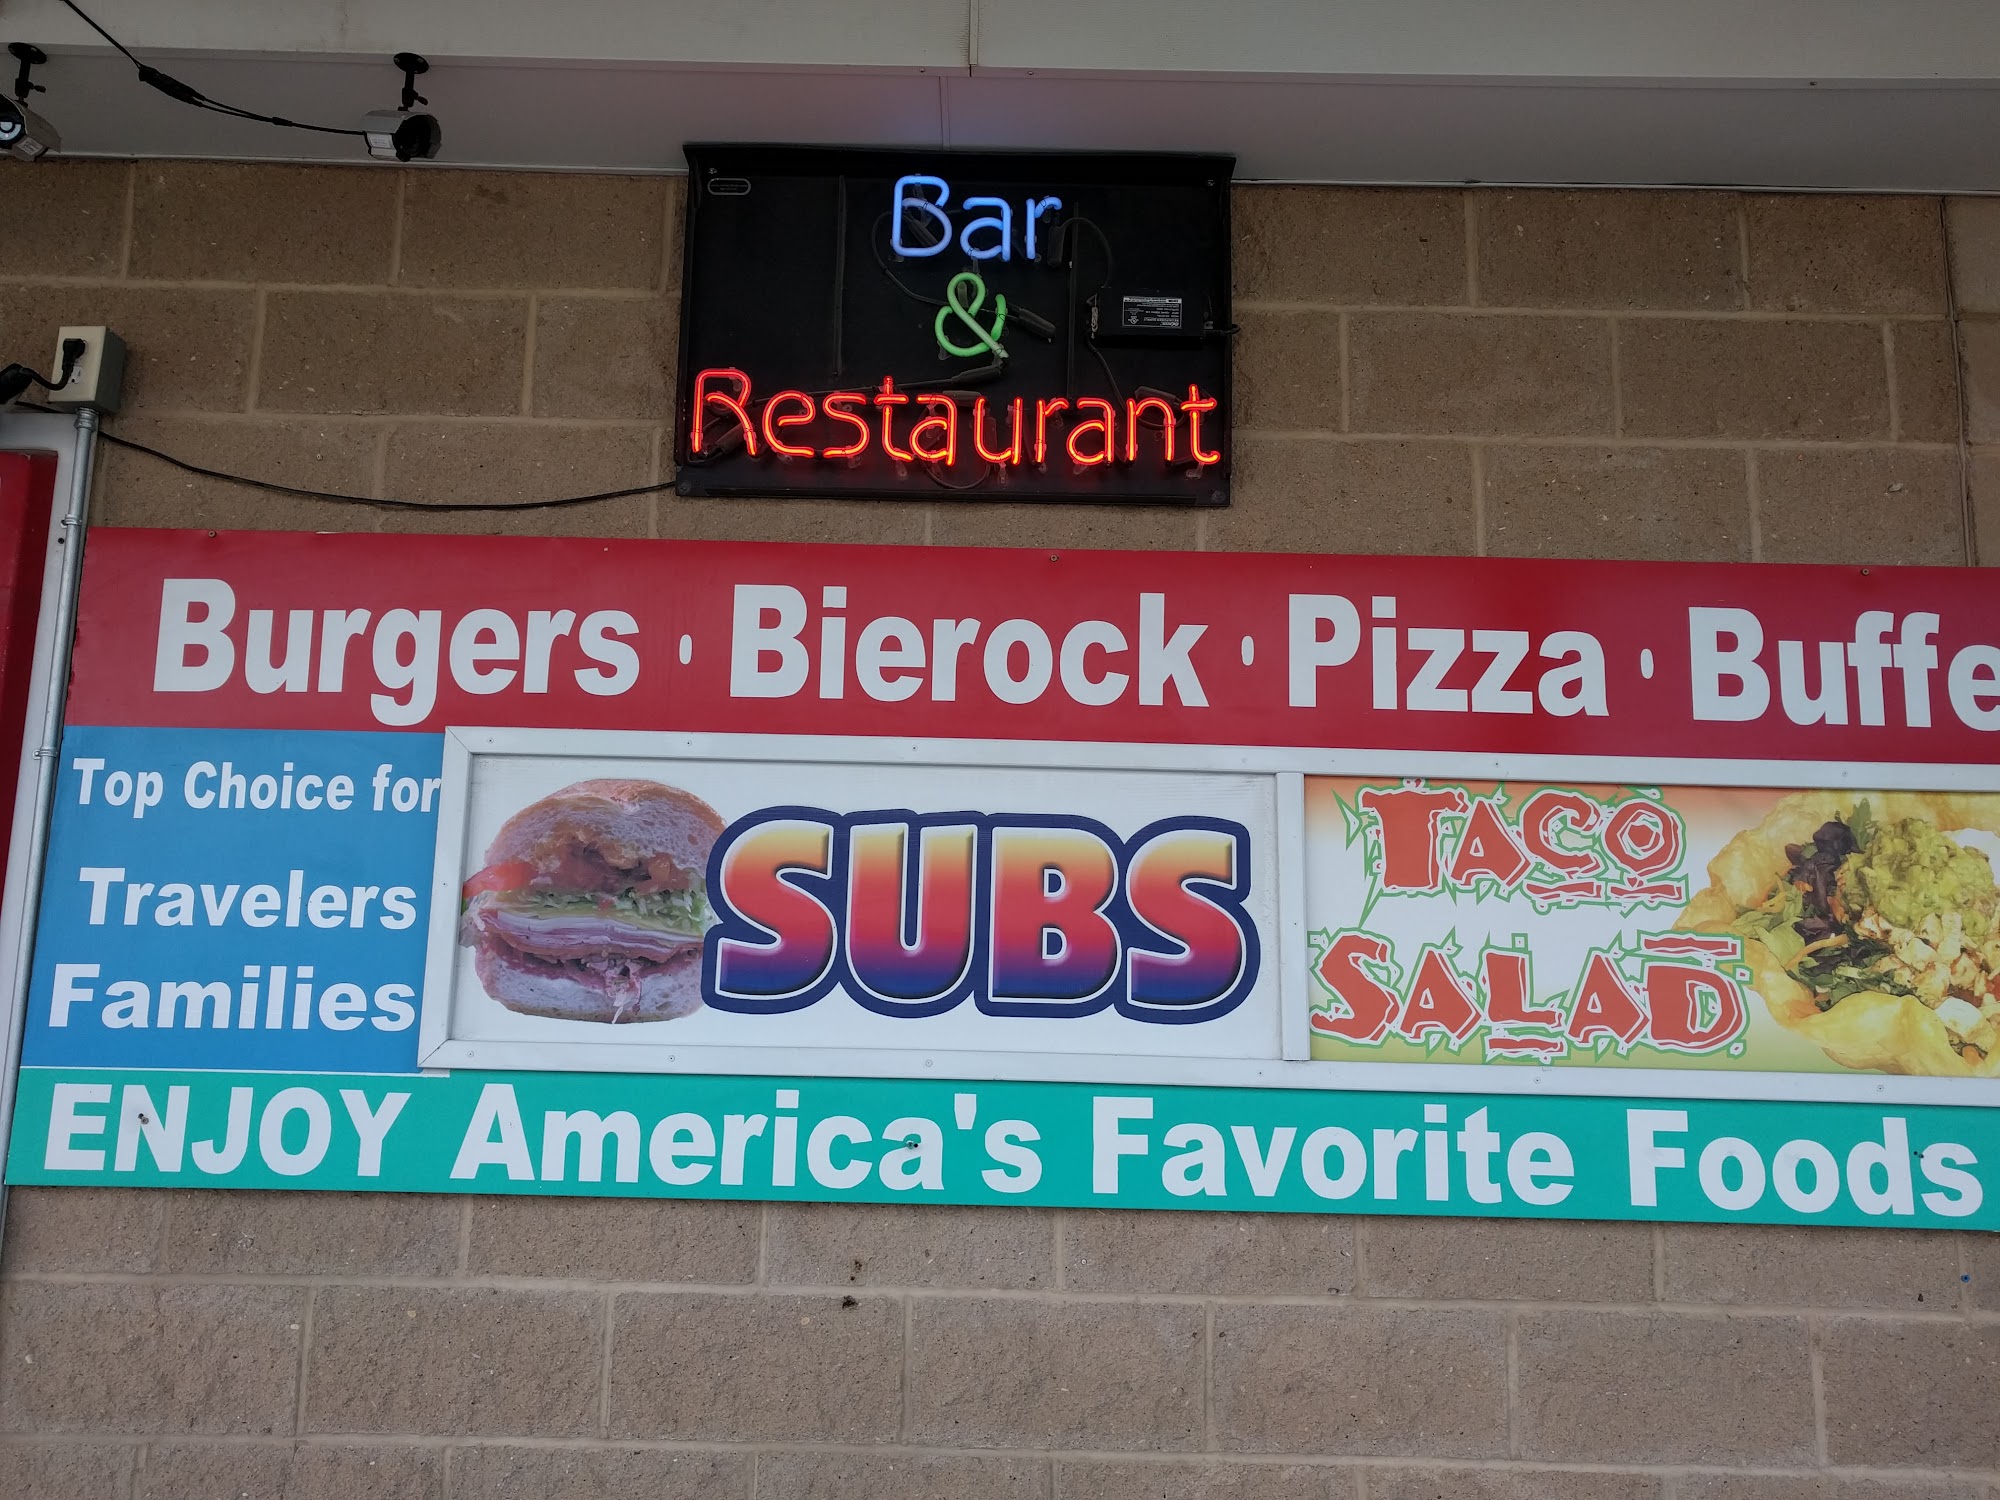 Bar
&
Restaurant
Burgers · Bierock · Pizza · Buffe
Top Choice for
Travelers
Families
SUBS
TACO
SALAD
ENJOY America's Favorite Foods